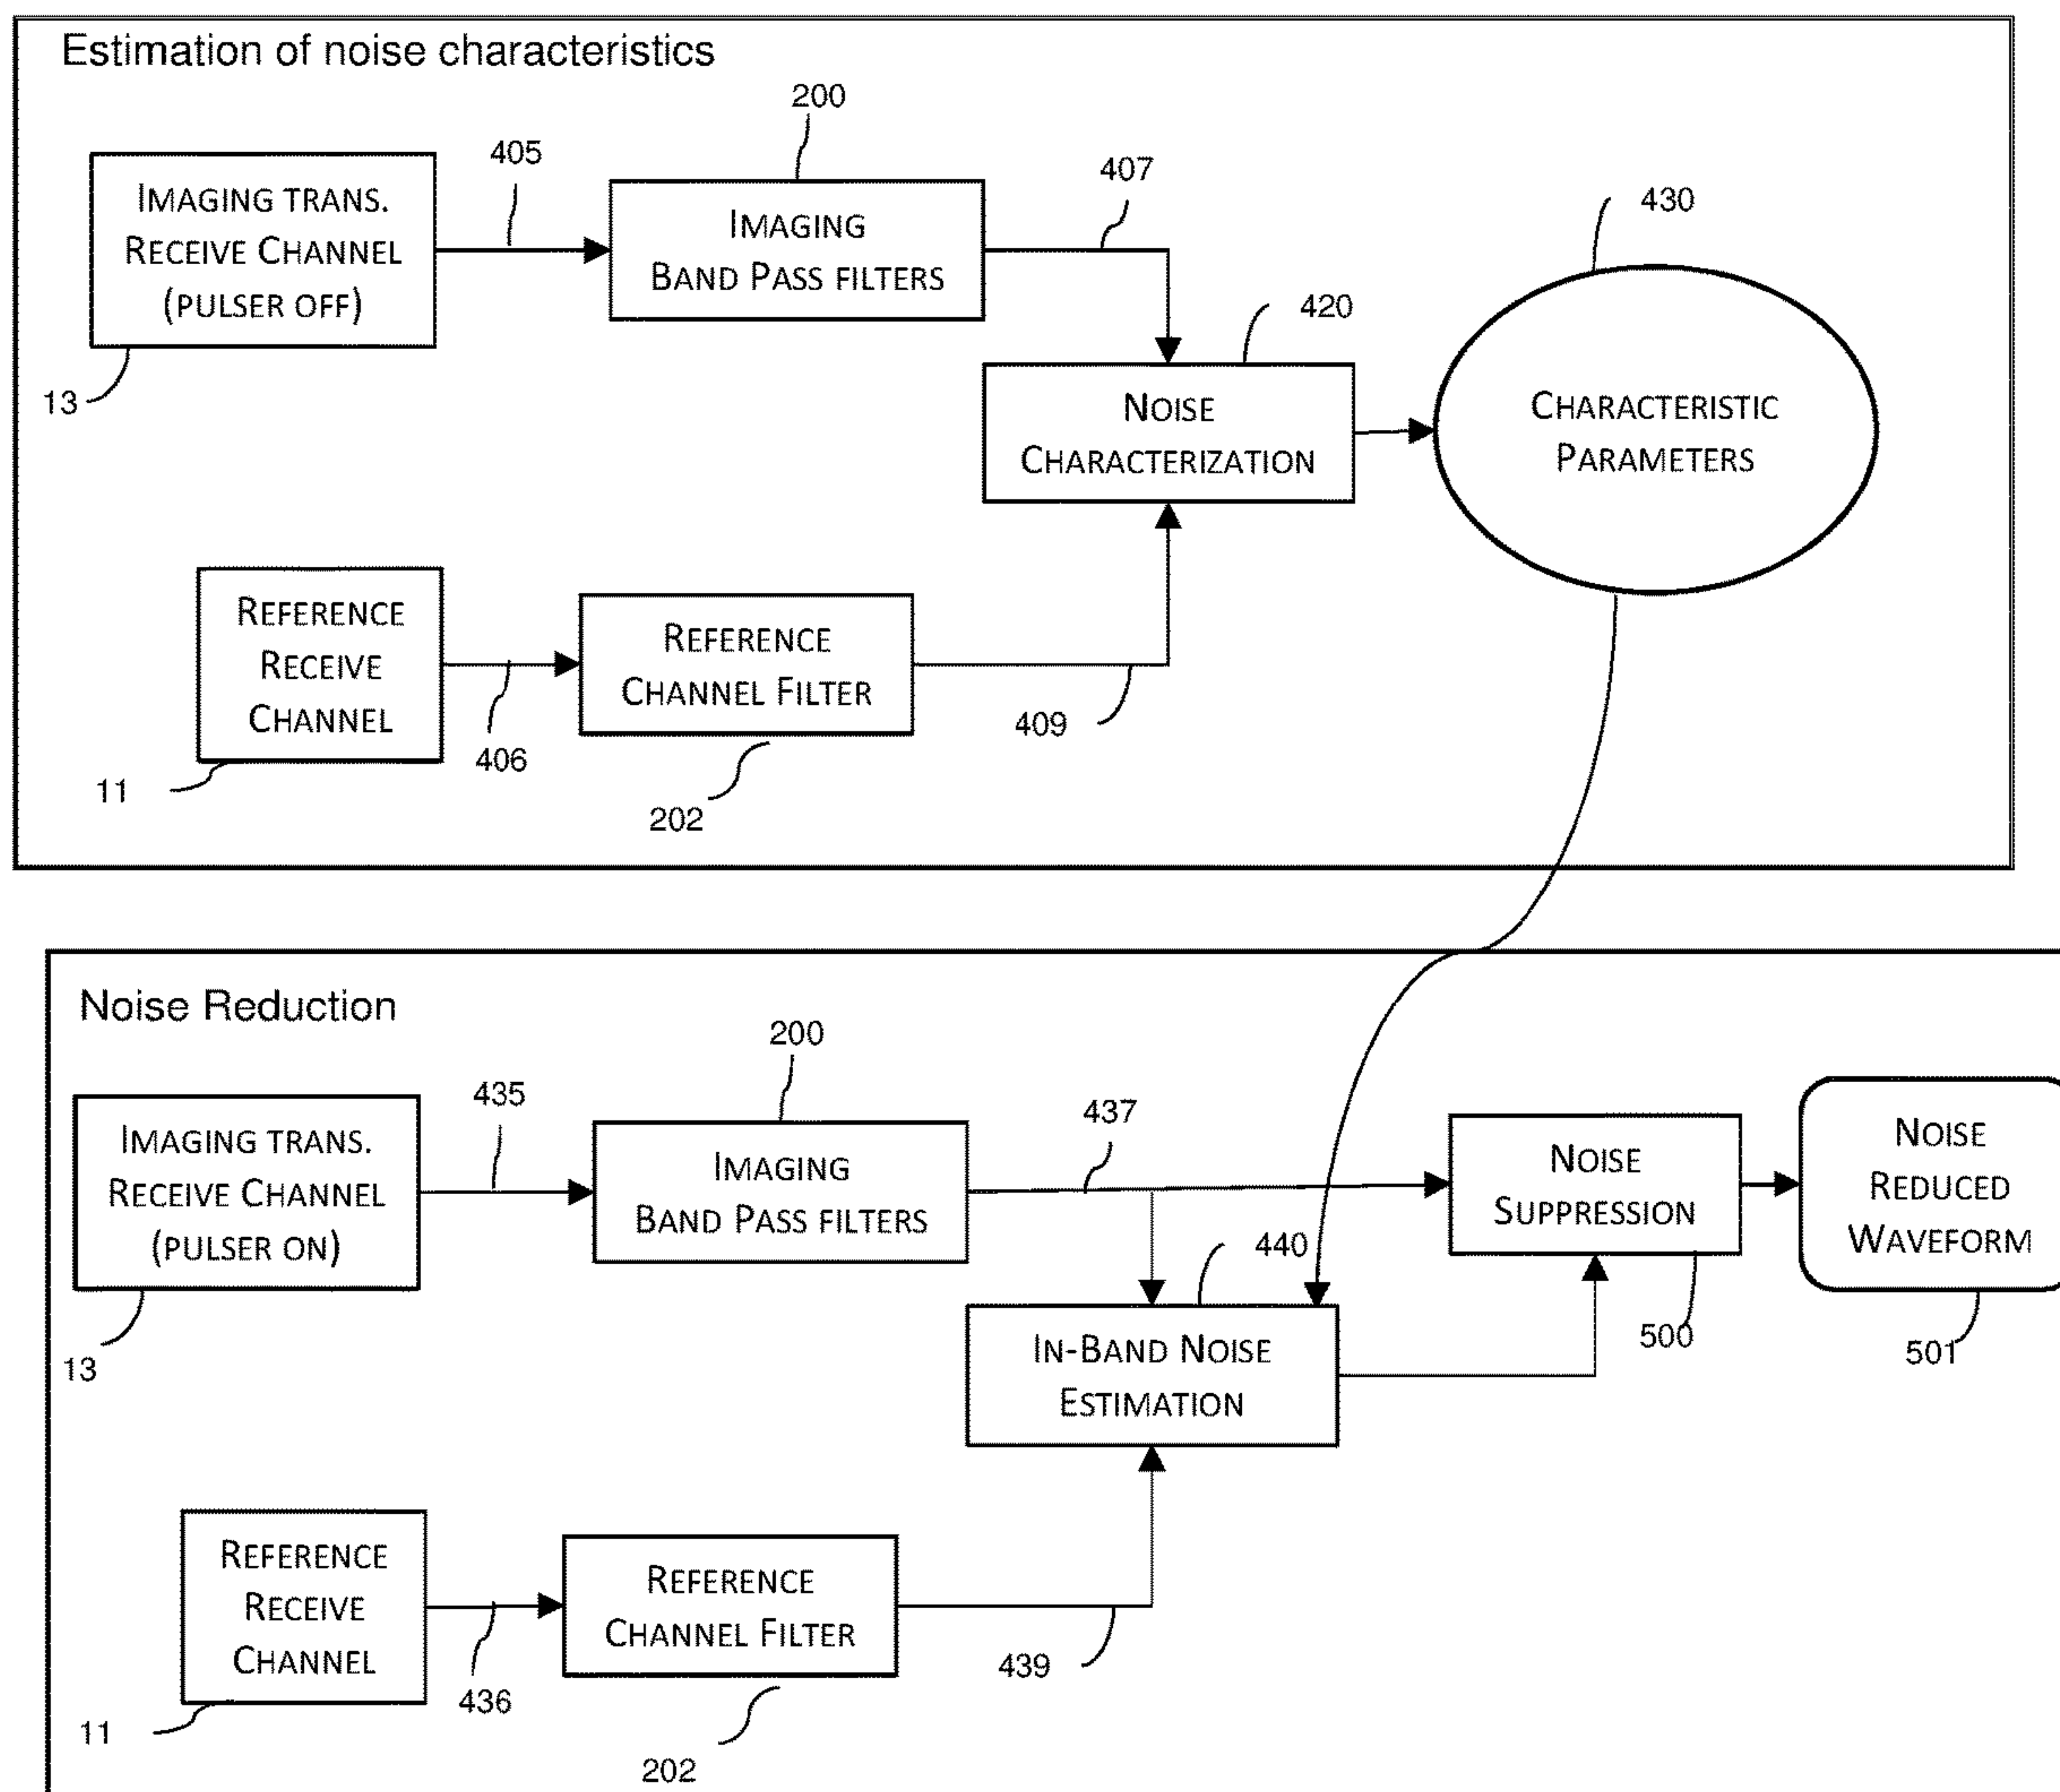 Estimation of noise characteristics
200
405
407
430
IMAGING TRANS.
RECEIVE CHANNEL
(PULSER OFF)
IMAGING
BAND PASS FILTERS
420
13
NOISE
CHARACTERIZATION
CHARACTERISTIC
PARAMETERS
REFERENCE
RECEIVE
CHANNEL
REFERENCE
CHANNEL FILTER
409
406
11
202
Noise Reduction
200
435
437
IMAGING TRANS.
RECEIVE CHANNEL
(PULSER ON)
IMAGING
BAND PASS FILTERS
NOISE
SUPPRESSION
NOISE
REDUCED
WAVEFORM
440
500
501
13
IN-BAND NOISE
ESTIMATION
REFERENCE
RECEIVE
CHANNEL
REFERENCE
CHANNEL FILTER
439
436
11
202